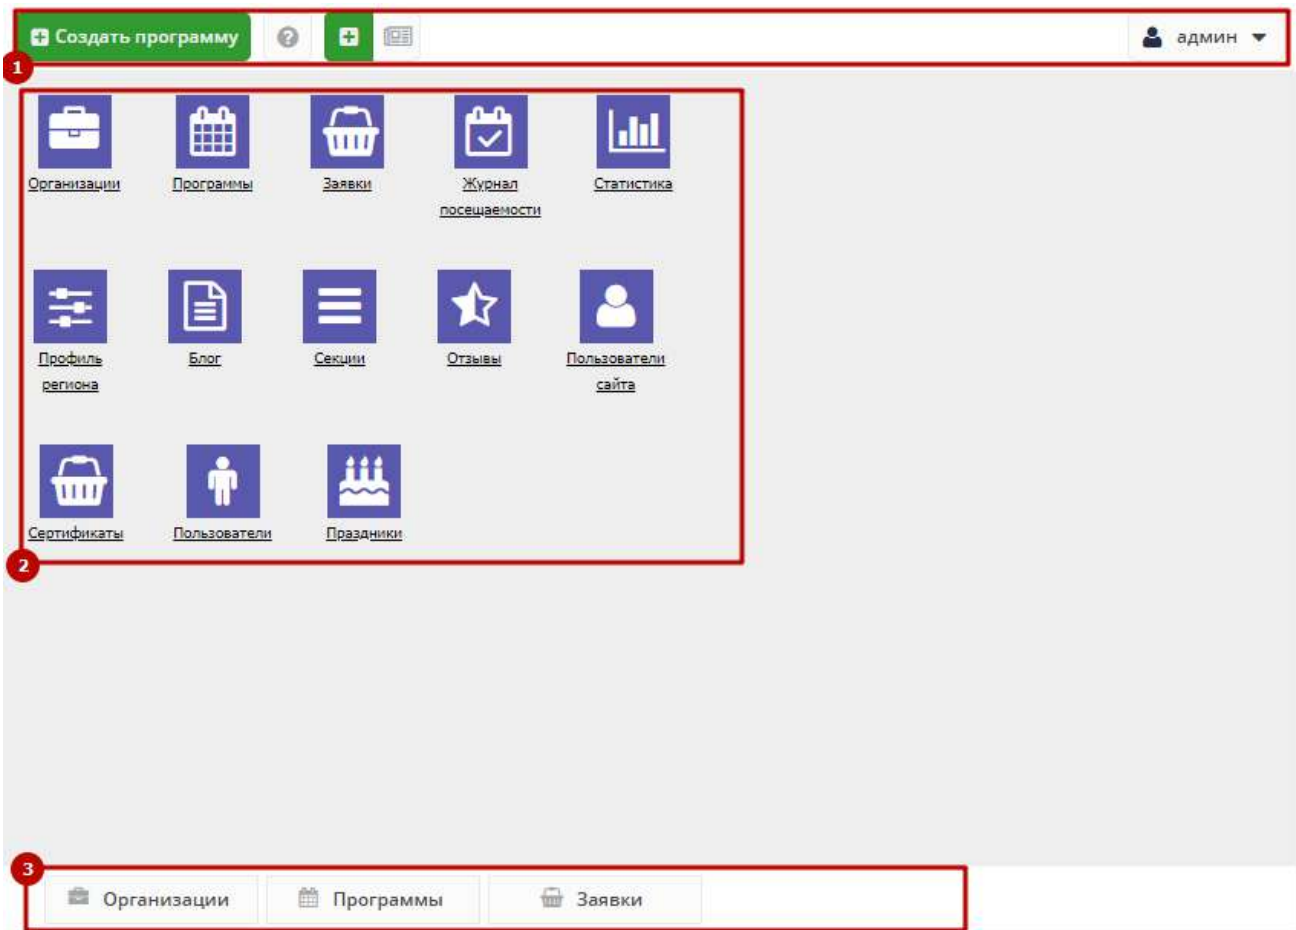 Создать программу
админ
1
Организации
Программы
Заявки
Журнал
посещаемости
Статистика
Профиль
региона
Блог
Секции
Отзывы
Пользователи
сайта
Сертификаты
Пользователи
Праздники
2
3
Организации
Программы
Заявки